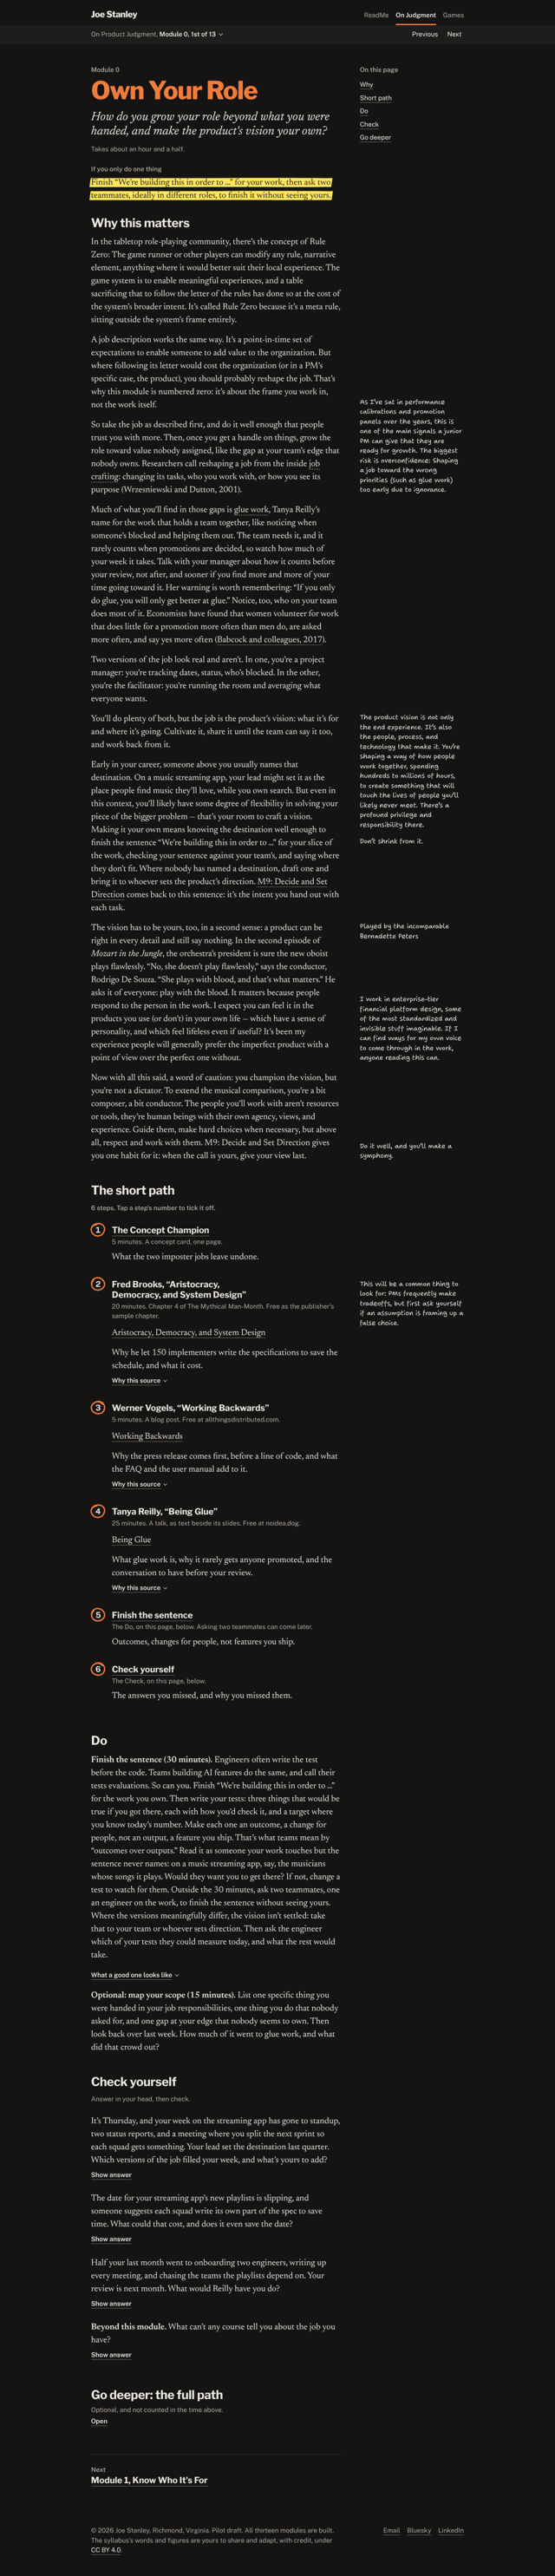 Joe Stanley
ReadMe On Judgment Games
On Product Judgment, Module 0, 1st of 13
Previous Next
Module 0
Own Your Role
How do you grow your role beyond what you were
handed, and make the product's vision your own?
Takes about an hour and a half.
If you only do one thing
Finish “We're building this in order to …” for your work, then ask two
teammates, ideally in different roles, to finish it without seeing yours.
On this page
Why
Short path
Do
Check
Go deeper
Why this matters
In the tabletop role-playing community, there's the concept of Rule
Zero: The game runner or other players can modify any rule, narrative
element, anything where it would better suit their local experience. The
game system is to enable meaningful experiences, and a table
sacrificing that to follow the letter of the rules has done so at the cost of
the system's broader intent. It's called Rule Zero because it's a meta rule,
sitting outside the system's frame entirely.
A job description works the same way. It's a point-in-time set of
expectations to enable someone to add value to the organization. But
where following its letter would cost the organization (or in a PM's
specific case, the product), you should probably reshape the job. That's
why this module is numbered zero: it's about the frame you work in,
not the work itself.
As I've sat in performance
calibrations and promotion
panels over the years, this is
one of the main signals a junior
PM can give that they are
ready for growth. The biggest
risk is overconfidence: Shaping
a job toward the wrong
priorities (such as glue work)
too early due to ignorance.
So take the job as described first, and do it well enough that people
trust you with more. Then, once you get a handle on things, grow the
role toward value nobody assigned, like the gap at your team's edge that
nobody owns. Researchers call reshaping a job from the inside job
crafting: changing its tasks, who you work with, or how you see its
purpose (Wrzesniewski and Dutton, 2001).
Much of what you'll find in those gaps is glue work, Tanya Reilly's
name for the work that holds a team together, like noticing when
someone's blocked and helping them out. The team needs it, and it
rarely counts when promotions are decided, so watch how much of
your week it takes. Talk with your manager about how it counts before
your review, not after, and sooner if you find more and more of your
time going toward it. Her warning is worth remembering: “If you only
do glue, you will only get better at glue.” Notice, too, who on your team
does most of it. Economists have found that women volunteer for work
that does little for a promotion more often than men do, are asked
more often, and say yes more often (Babcock and colleagues, 2017).
Two versions of the job look real and aren't. In one, you're a project
manager: you're tracking dates, status, who's blocked. In the other,
you're the facilitator: you're running the room and averaging what
everyone wants.
You'll do plenty of both, but the job is the product's vision: what it's for
and where it's going. Cultivate it, share it until the team can say it too,
and work back from it.
The product vision is not only
the end experience. It's also
the people, process, and
technology that make it. You're
shaping a way of how people
work together, spending
hundreds to millions of hours,
to create something that will
touch the lives of people you'll
likely never meet. There's a
profound privilege and
responsibility there.
Don't shrink from it.
Early in your career, someone above you usually names that
destination. On a music streaming app, your lead might set it as the
place people find music they'll love, while you own search. But even in
this context, you'll likely have some degree of flexibility in solving your
piece of the bigger problem — that's your room to craft a vision.
Making it your own means knowing the destination well enough to
finish the sentence “We're building this in order to …” for your slice of
the work, checking your sentence against your team's, and saying where
they don't fit. Where nobody has named a destination, draft one and
bring it to whoever sets the product's direction. M9: Decide and Set
Direction comes back to this sentence: it's the intent you hand out with
each task.
The vision has to be yours, too, in a second sense: a product can be
right in every detail and still say nothing. In the second episode of
Mozart in the Jungle, the orchestra's president is sure the new oboist
plays flawlessly. “No, she doesn't play flawlessly,” says the conductor,
Rodrigo De Souza. “She plays with blood, and that's what matters.” He
asks it of everyone: play with the blood. It matters because people
respond to the person in the work. I expect you can feel it in the
products you use (or don't) in your own life — which have a sense of
personality, and which feel lifeless even if useful? It's been my
experience people will generally prefer the imperfect product with a
point of view over the perfect one without.
Played by the incomparable
Bernadette Peters
I work in enterprise-tier
financial platform design, some
of the most standardized and
invisible stuff imaginable. If I
can find ways for my own voice
to come through in the work,
anyone reading this can.
Now with all this said, a word of caution: you champion the vision, but
you're not a dictator. To extend the musical comparison, you're a bit
composer, a bit conductor. The people you'll work with aren't resources
or tools, they're human beings with their own agency, views, and
experience. Guide them, make hard choices when necessary, but above
all, respect and work with them. M9: Decide and Set Direction gives
you one habit for it: when the call is yours, give your view last.
Do it well, and you'll make a
symphony.
The short path
6 steps. Tap a step's number to tick it off.
1 The Concept Champion
5 minutes. A concept card, one page.
What the two imposter jobs leave undone.
2 Fred Brooks, “Aristocracy,
Democracy, and System Design”
20 minutes. Chapter 4 of The Mythical Man-Month. Free as the publisher's
sample chapter.
Aristocracy, Democracy, and System Design
Why he let 150 implementers write the specifications to save the
schedule, and what it cost.
Why this source
This will be a common thing to
look for: PMs frequently make
tradeoffs, but first ask yourself
if an assumption is framing up a
false choice.
3 Werner Vogels, “Working Backwards”
5 minutes. A blog post. Free at allthingsdistributed.com.
Working Backwards
Why the press release comes first, before a line of code, and what
the FAQ and the user manual add to it.
Why this source
4 Tanya Reilly, “Being Glue”
25 minutes. A talk, as text beside its slides. Free at noidea.dog.
Being Glue
What glue work is, why it rarely gets anyone promoted, and the
conversation to have before your review.
Why this source
5 Finish the sentence
The Do, on this page, below. Asking two teammates can come later.
Outcomes, changes for people, not features you ship.
6 Check yourself
The Check, on this page, below.
The answers you missed, and why you missed them.
Do
Finish the sentence (30 minutes). Engineers often write the test
before the code. Teams building AI features do the same, and call their
tests evaluations. So can you. Finish “We're building this in order to …”
for the work you own. Then write your tests: three things that would be
true if you got there, each with how you'd check it, and a target where
you know today's number. Make each one an outcome, a change for
people, not an output, a feature you ship. That's what teams mean by
“outcomes over outputs.” Read it as someone your work touches but the
sentence never names: on a music streaming app, say, the musicians
whose songs it plays. Would they want you to get there? If not, change a
test to watch for them. Outside the 30 minutes, ask two teammates, one
an engineer on the work, to finish the sentence without seeing yours.
Where the versions meaningfully differ, the vision isn't settled: take
that to your team or whoever sets direction. Then ask the engineer
which of your tests they could measure today, and what the rest would
take.
What a good one looks like
Optional: map your scope (15 minutes). List one specific thing you
were handed in your job responsibilities, one thing you do that nobody
asked for, and one gap at your edge that nobody seems to own. Then
look back over last week. How much of it went to glue work, and what
did that crowd out?
Check yourself
Answer in your head, then check.
It's Thursday, and your week on the streaming app has gone to standup,
two status reports, and a meeting where you split the next sprint so
each squad gets something. Your lead set the destination last quarter.
Which versions of the job filled your week, and what's yours to add?
Show answer
The date for your streaming app's new playlists is slipping, and
someone suggests each squad write its own part of the spec to save
time. What could that cost, and does it even save the date?
Show answer
Half your last month went to onboarding two engineers, writing up
every meeting, and chasing the teams the playlists depend on. Your
review is next month. What would Reilly have you do?
Show answer
Beyond this module. What can't any course tell you about the job you
have?
Show answer
Go deeper: the full path
Optional, and not counted in the time above.
Open
Next
Module 1, Know Who It's For
© 2026 Joe Stanley, Richmond, Virginia. Pilot draft. All thirteen modules are built.
The syllabus's words and figures are yours to share and adapt, with credit, under
CC BY 4.0.
Email Bluesky LinkedIn